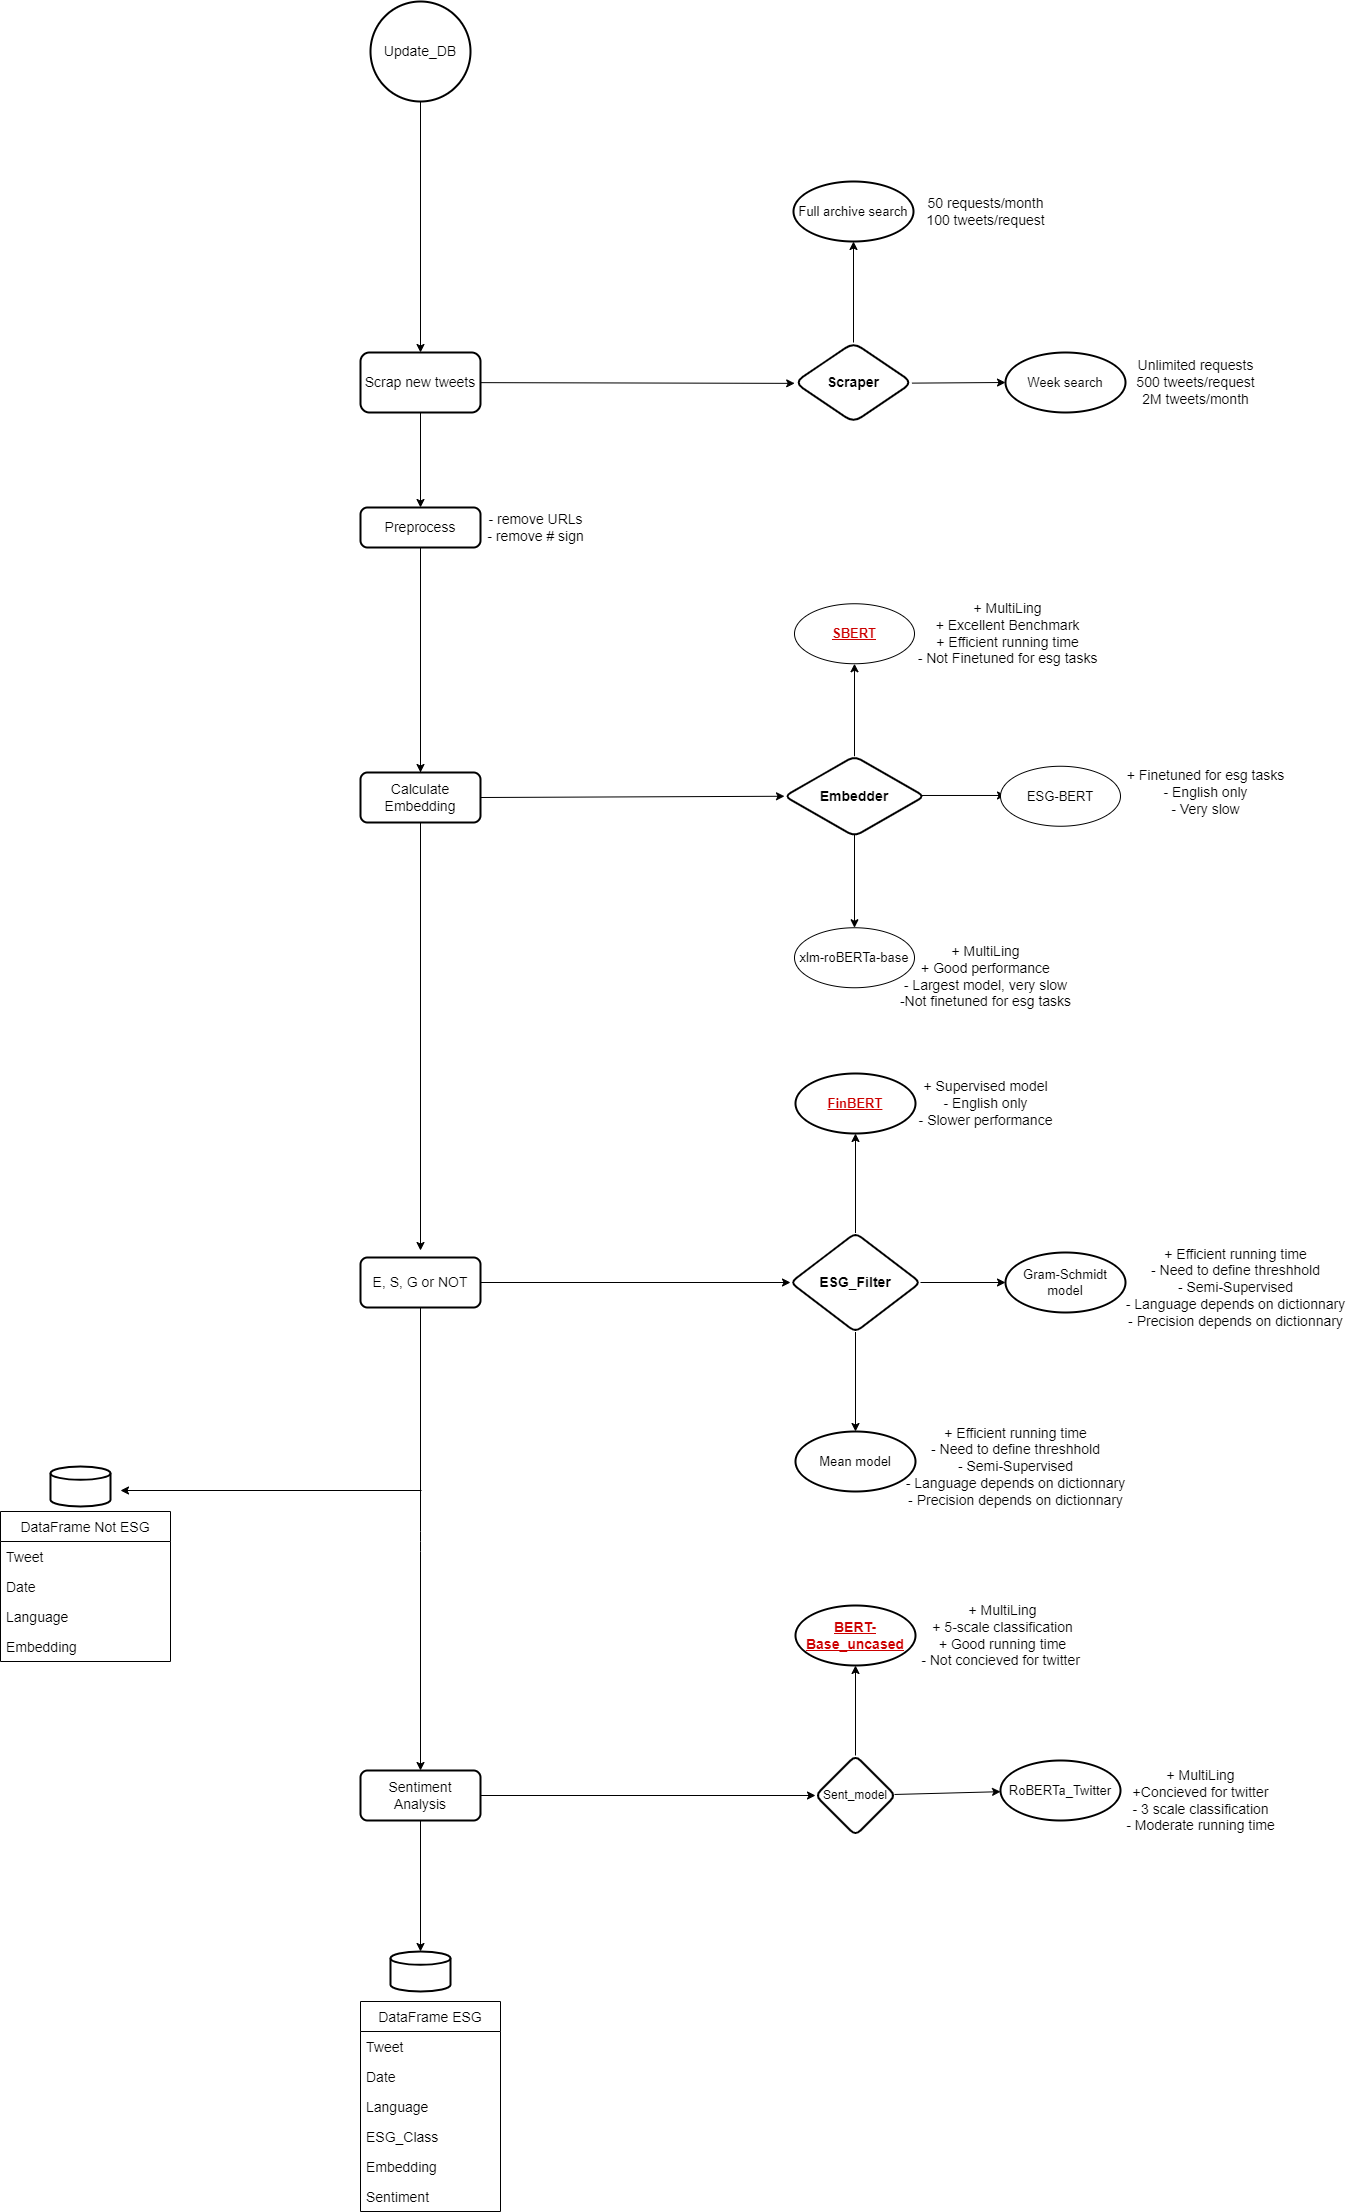 Update_DB
Full archive search
50 requests/month
100 tweets/request
Scrap new tweets
Scraper
Week search
Unlimited requests
500 tweets/request
2M tweets/month
Preprocess
- remove URLs
- remove # sign
SBERT
+ MultiLing
+ Excellent Benchmark
+ Efficient running time
- Not Finetuned for esg tasks
Calculate
Embedding
Embedder
ESG-BERT
+ Finetuned for esg tasks
- English only
- Very slow
xlm-roBERTa-base
+ MultiLing
+ Good performance
- Largest model, very slow
-Not finetuned for esg tasks
FinBERT
+ Supervised model
- English only
- Slower performance
E, S, G or NOT
ESG_Filter
Gram-Schmidt
model
+ Efficient running time
- Need to define threshhold
- Semi-Supervised
- Language depends on dictionnary
- Precision depends on dictionnary
Mean model
+ Efficient running time
- Need to define threshhold
- Semi-Supervised
- Language depends on dictionnary
- Precision depends on dictionnary
DataFrame Not ESG
Tweet
Date
Language
Embedding
BERT-
Base_uncased
+ MultiLing
+ 5-scale classification
+ Good running time
- Not concieved for twitter
Sentiment
Analysis
Sent_model
RoBERTa_Twitter
+ MultiLing
+Concieved for twitter
- 3 scale classification
- Moderate running time
DataFrame ESG
Tweet
Date
Language
ESG_Class
Embedding
Sentiment